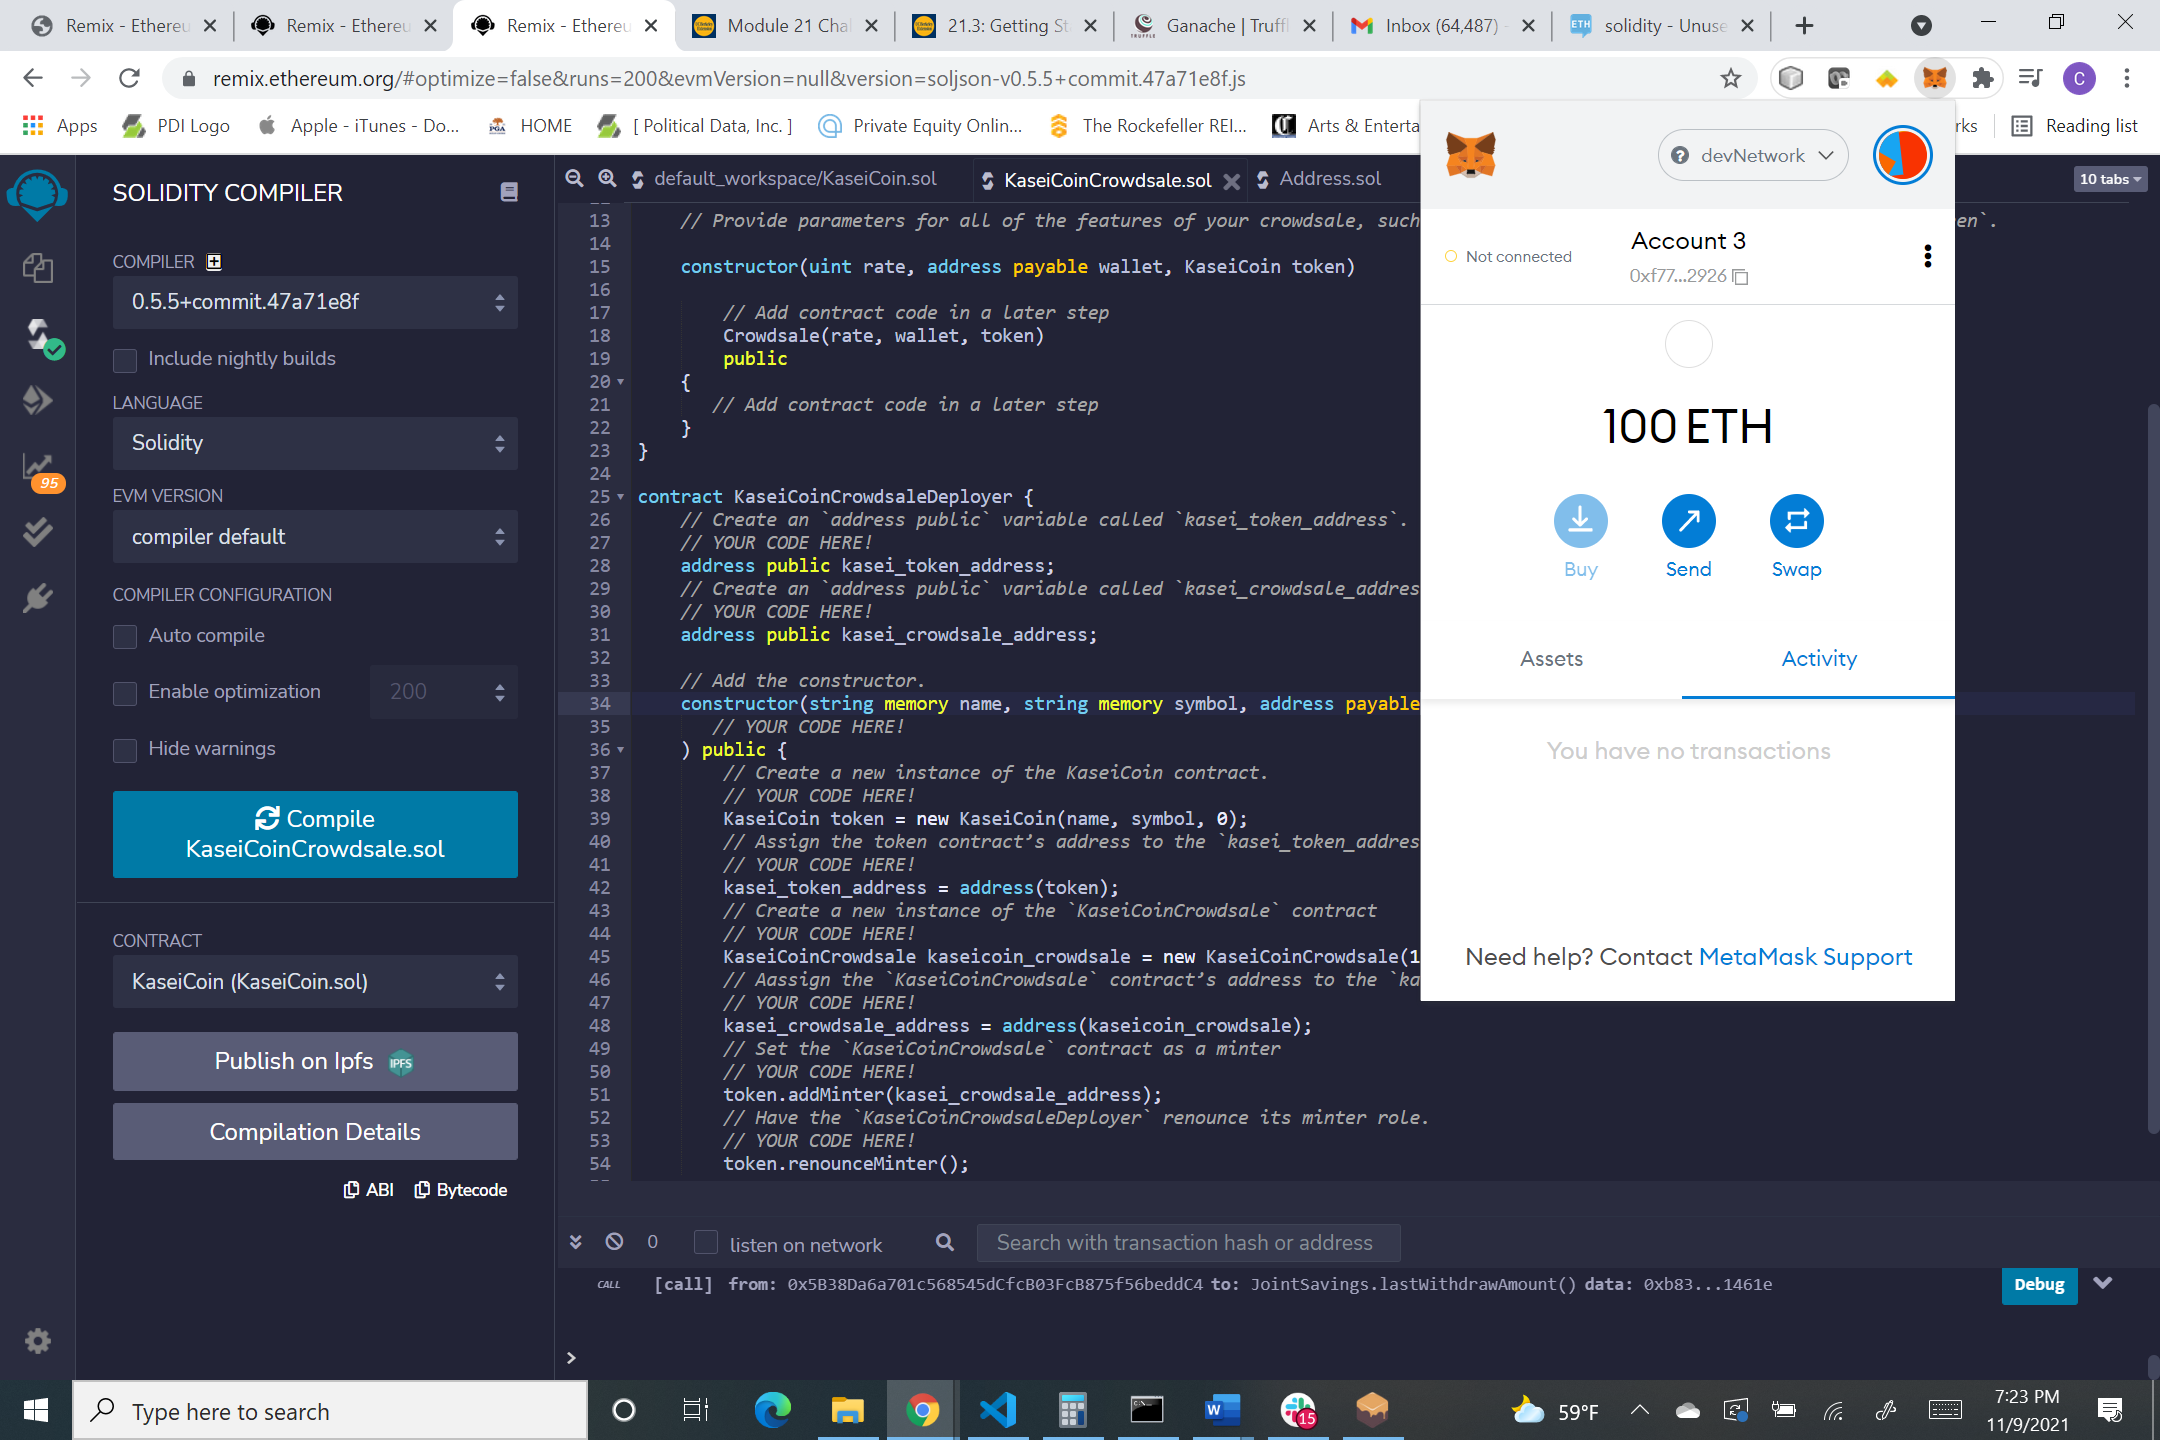 Remix - Ethereu
Remix - Ethereu
Remix - Ethereu
Module 21 Chal
21.3: Getting Sta
Ganache | Truffl
Inbox (64,487) -
solidity - Unuse
remix.ethereum.org/#optimize=false&runs=200&evmVersion=null&version=soljson-v0.5.5+commit.47a71e8f.js
C
Apps
PDI Logo
Apple - iTunes - Do...
HOME
[ Political Data, Inc. ]
Private Equity Onlin...
The Rockefeller REI...
Arts & Enterta
rks
Reading list
SOLIDITY COMPILER
COMPILER
0.5.5+commit.47a71e8f
Include nightly builds
LANGUAGE
Solidity
EVM VERSION
compiler default
COMPILER CONFIGURATION
Auto compile
Enable optimization
200
Hide warnings
Compile
KaseiCoinCrowdsale.sol
CONTRACT
KaseiCoin (KaseiCoin.sol)
Publish on Ipfs
IPFS
Compilation Details
ABI
Bytecode
95
default_workspace/KaseiCoin.sol
KaseiCoinCrowdsale.sol
Address.sol
10 tabs
13 // Provide parameters for all of the features of your crowdsale, such
en`.
14
15 constructor(uint rate, address payable wallet, KaseiCoin token)
16
17 // Add contract code in a later step
18 Crowdsale(rate, wallet, token)
19 public
20 {
21 // Add contract code in a later step
22 }
23 }
24
25 contract KaseiCoinCrowdsaleDeployer {
26 // Create an `address public` variable called `kasei_token_address`.
27 // YOUR CODE HERE!
28 address public kasei_token_address;
29 // Create an `address public` variable called `kasei_crowdsale_addres
30 // YOUR CODE HERE!
31 address public kasei_crowdsale_address;
32
33 // Add the constructor.
34 constructor(string memory name, string memory symbol, address payable
35 // YOUR CODE HERE!
36 ) public {
37 // Create a new instance of the KaseiCoin contract.
38 // YOUR CODE HERE!
39 KaseiCoin token = new KaseiCoin(name, symbol, 0);
40 // Assign the token contract’s address to the `kasei_token_addres
41 // YOUR CODE HERE!
42 kasei_token_address = address(token);
43 // Create a new instance of the `KaseiCoinCrowdsale` contract
44 // YOUR CODE HERE!
45 KaseiCoinCrowdsale kaseicoin_crowdsale = new KaseiCoinCrowdsale(1
46 // Aassign the `KaseiCoinCrowdsale` contract’s address to the `ka
47 // YOUR CODE HERE!
48 kasei_crowdsale_address = address(kaseicoin_crowdsale);
49 // Set the `KaseiCoinCrowdsale` contract as a minter
50 // YOUR CODE HERE!
51 token.addMinter(kasei_crowdsale_address);
52 // Have the `KaseiCoinCrowdsaleDeployer` renounce its minter role.
53 // YOUR CODE HERE!
54 token.renounceMinter();
devNetwork
Not connected
Account 3
0xf77...2926
100 ETH
Buy
Send
Swap
Assets
Activity
You have no transactions
Need help? Contact MetaMask Support
0
listen on network
Search with transaction hash or address
CALL [call] from: 0x5B38Da6a701c568545dCfcB03FcB875f56beddC4 to: JointSavings.lastWithdrawAmount() data: 0xb83...1461e
Debug
>
Type here to search
15
59°F
7:23 PM
11/9/2021